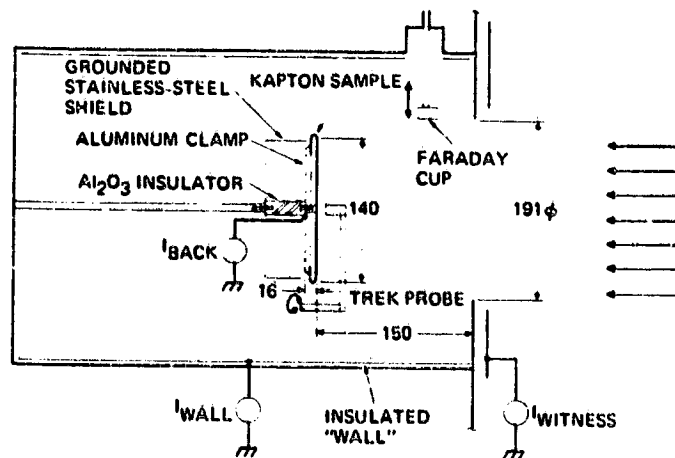 GROUNDED
STAINLESS-STEEL
SHIELD
KAPTON SAMPLE
ALUMINUM CLAMP
Al2O3 INSULATOR
FARADAY
CUP
140
191 ϕ
IBACK
16
TREK PROBE
150
IWALL
INSULATED
"WALL"
IWITNESS